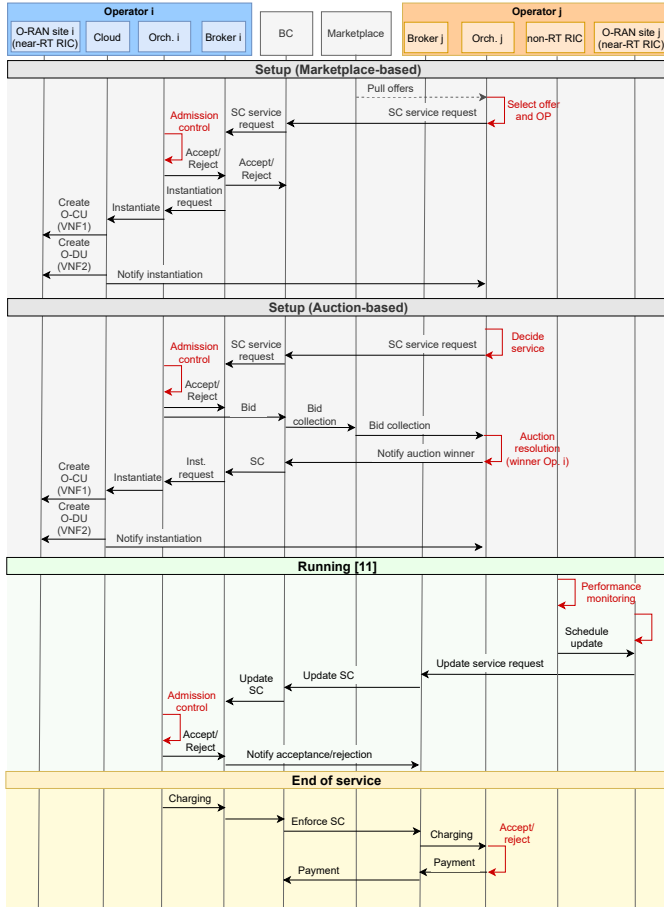 Operator i
Operator j
O-RAN site i
(near-RT RIC)
Cloud
Orch. i
Broker i
BC
Marketplace
Broker j
Orch. j
non-RT RIC
O-RAN site j
(near-RT RIC)
Setup (Marketplace-based)
Pull offers
Select offer
and OP
SC service request
SC service
request
Admission
control
Accept/
Reject
Accept/
Reject
Instantiation
request
Instantiate
Create
O-CU
(VNF1)
Create
O-DU
(VNF2)
Notify instantiation
Setup (Auction-based)
Decide
service
SC service request
SC service
request
Admission
control
Accept/
Reject
Bid
Bid
collection
Bid collection
Auction
resolution
(winner Op. i)
Notify auction winner
SC
Inst.
request
Instantiate
Create
O-CU
(VNF1)
Create
O-DU
(VNF2)
Notify instantiation
Running [11]
Performance
monitoring
Schedule
update
Update service request
Update SC
Update
SC
Admission
control
Accept/
Reject
Notify acceptance/rejection
End of service
Charging
Enforce SC
Charging
Accept/
reject
Payment
Payment